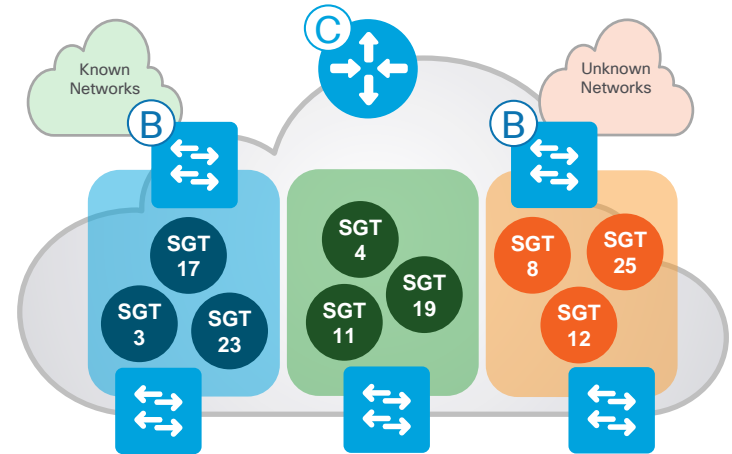 C
Known
Networks
Unknown
Networks
B
B
SGT
17
SGT
3
SGT
23
SGT
4
SGT
19
SGT
11
SGT
8
SGT
25
SGT
12